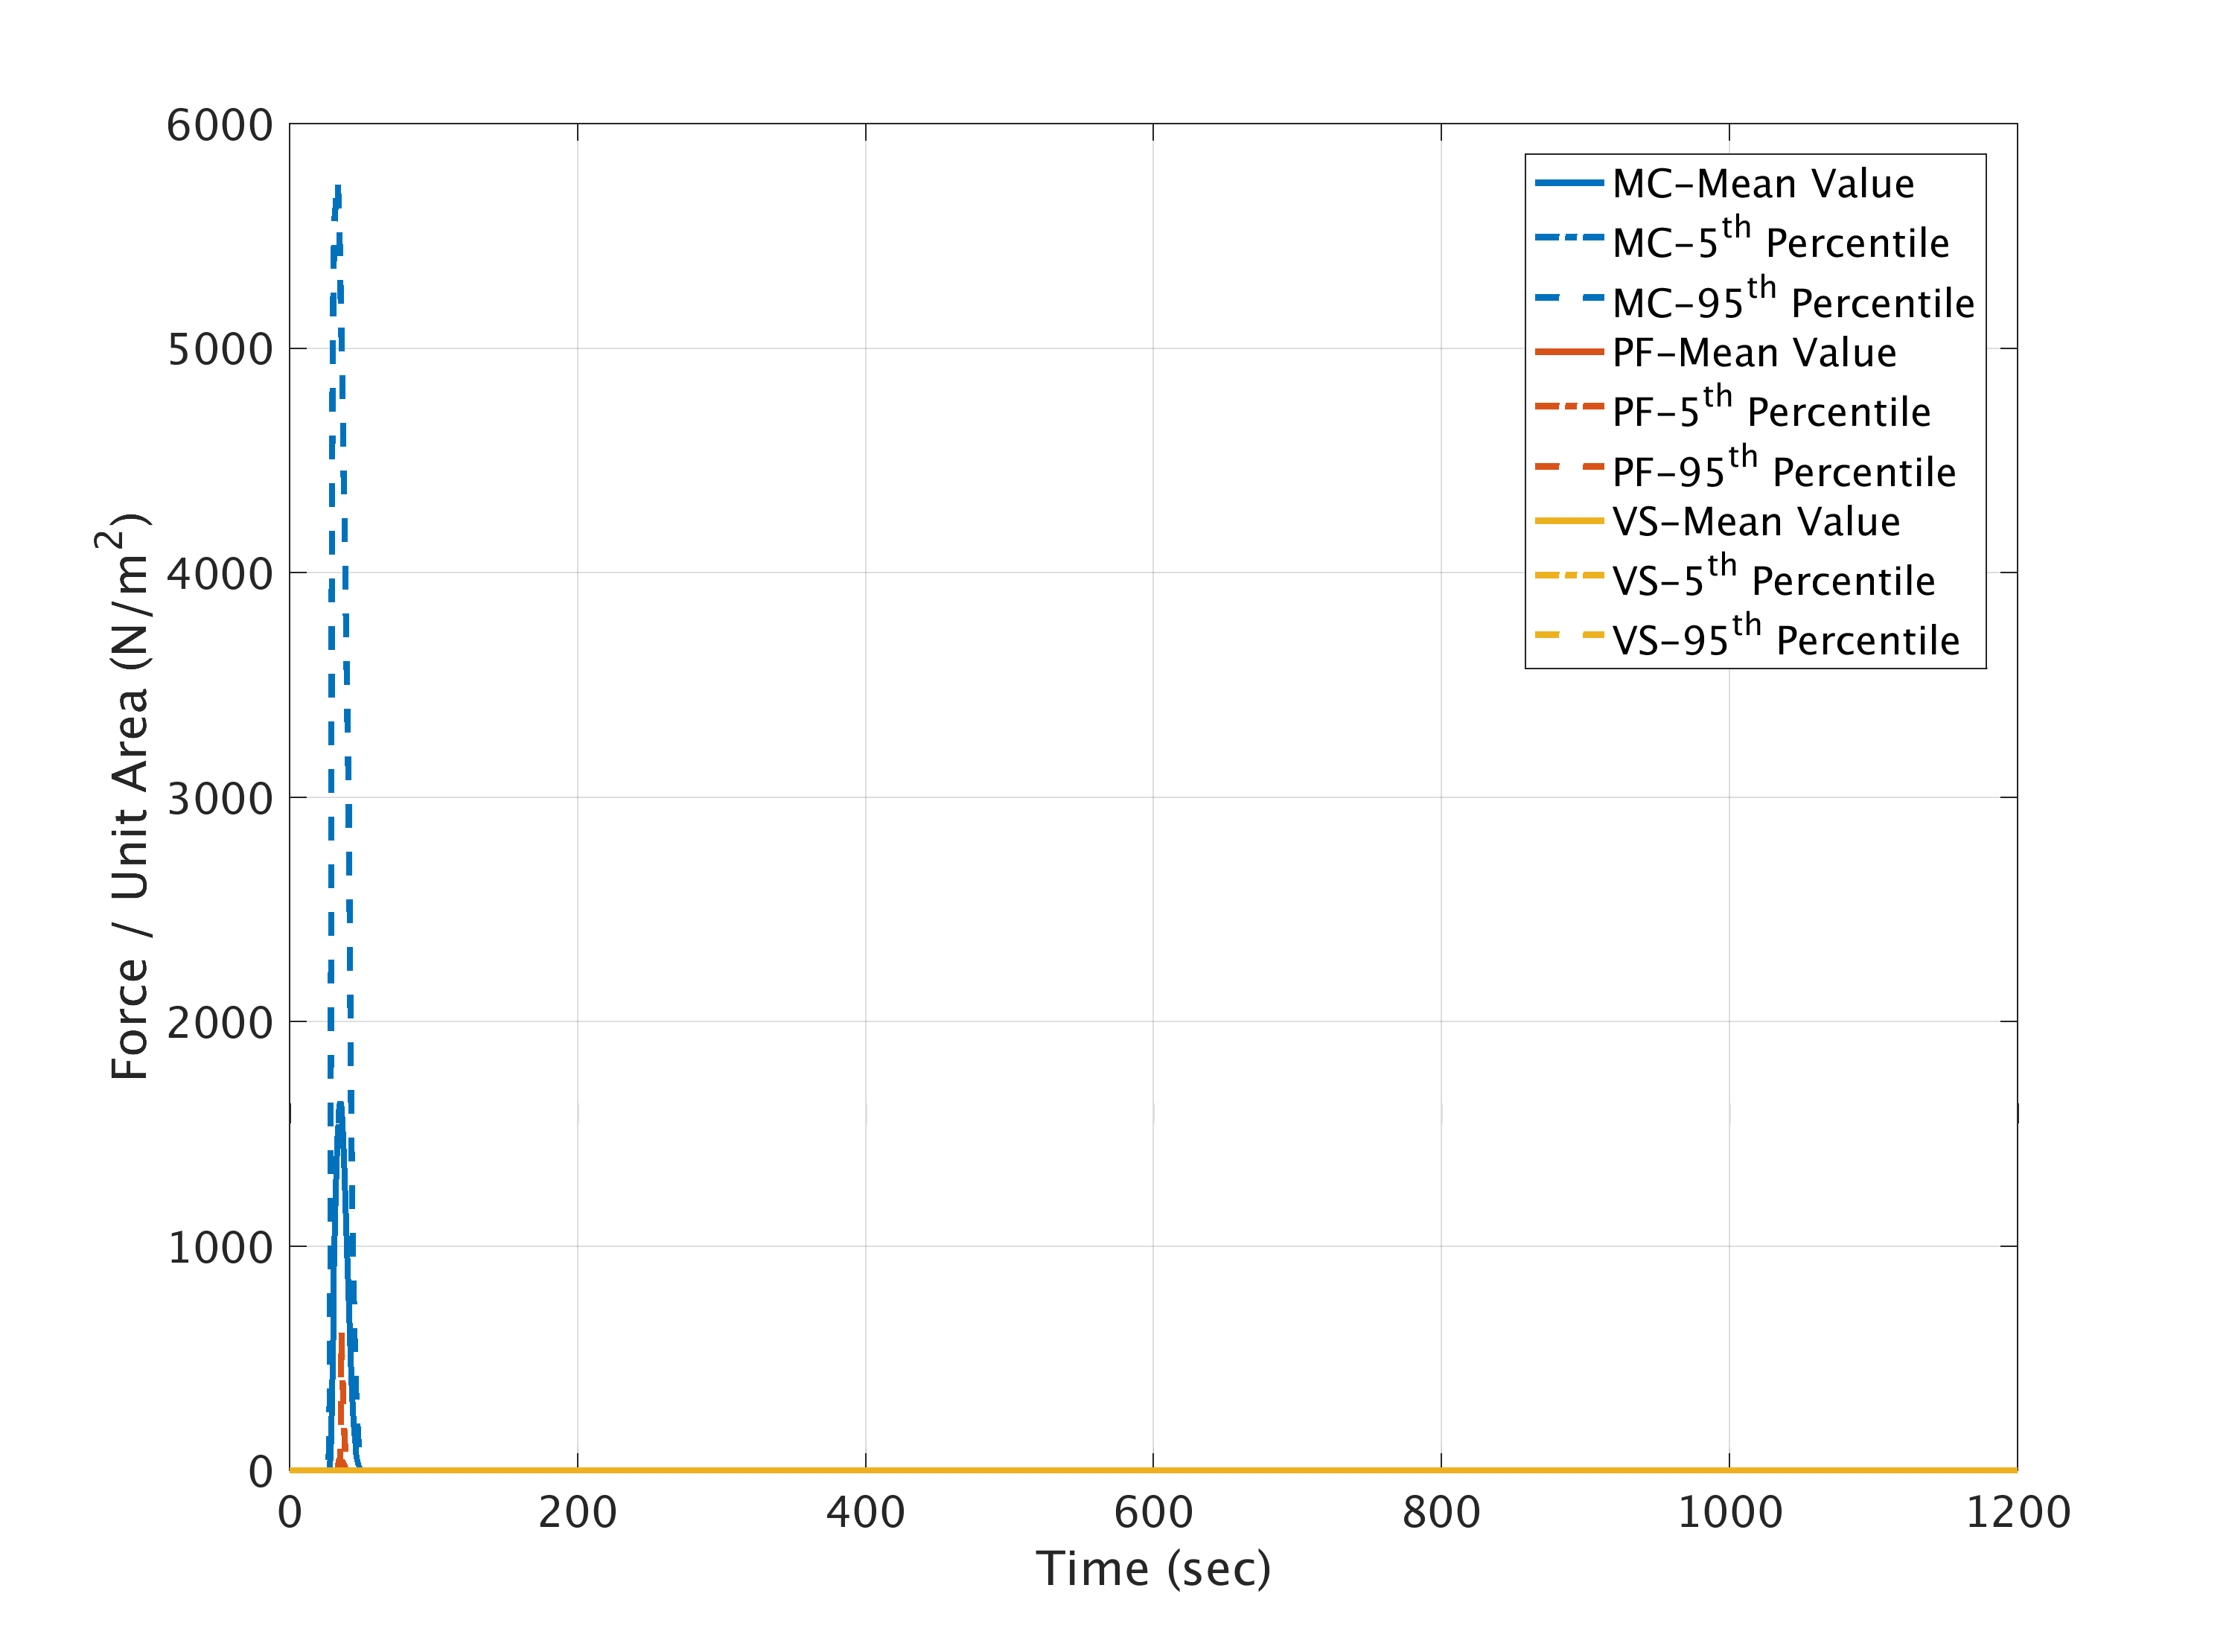 6000
5000
4000
3000
2000
1000
0
Force / Unit Area (N/m²)
MC–Mean Value
MC–5ᵗʰ Percentile
MC–95ᵗʰ Percentile
PF–Mean Value
PF–5ᵗʰ Percentile
PF–95ᵗʰ Percentile
VS–Mean Value
VS–5ᵗʰ Percentile
VS–95ᵗʰ Percentile
0 200 400 600 800 1000 1200
Time (sec)